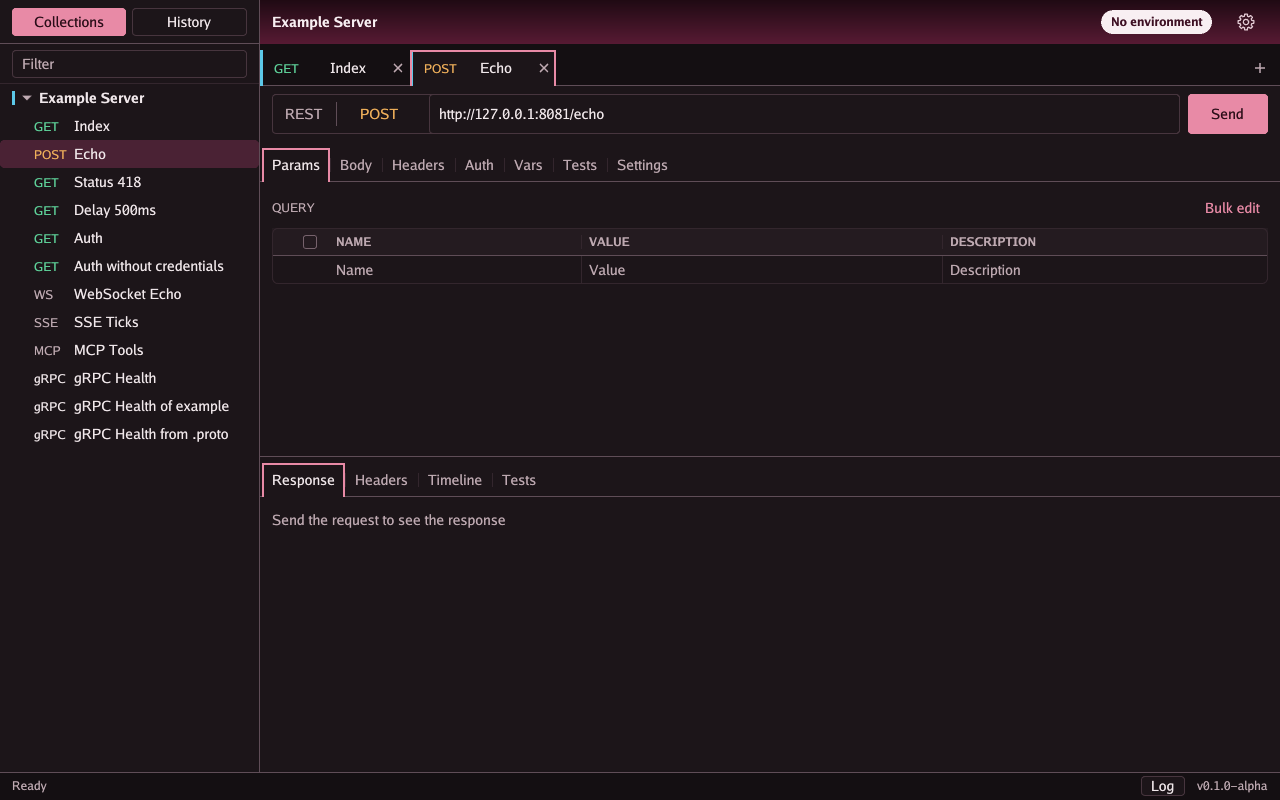 Collections History
Example Server
No environment
Filter
GET Index
POST Echo
Example Server
GET Index
POST Echo
GET Status 418
GET Delay 500ms
GET Auth
GET Auth without credentials
WS WebSocket Echo
SSE SSE Ticks
MCP MCP Tools
gRPC gRPC Health
gRPC gRPC Health of example
gRPC gRPC Health from .proto
REST POST http://127.0.0.1:8081/echo Send
Params Body Headers Auth Vars Tests Settings
QUERY Bulk edit
NAME VALUE DESCRIPTION
Name Value Description
Response Headers Timeline Tests
Send the request to see the response
Ready Log v0.1.0-alpha